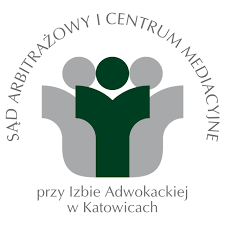 SĄD ARBITRAŻOWY I CENTRUM MEDIACYJNE
przy Izbie Adwokackiej
w Katowicach